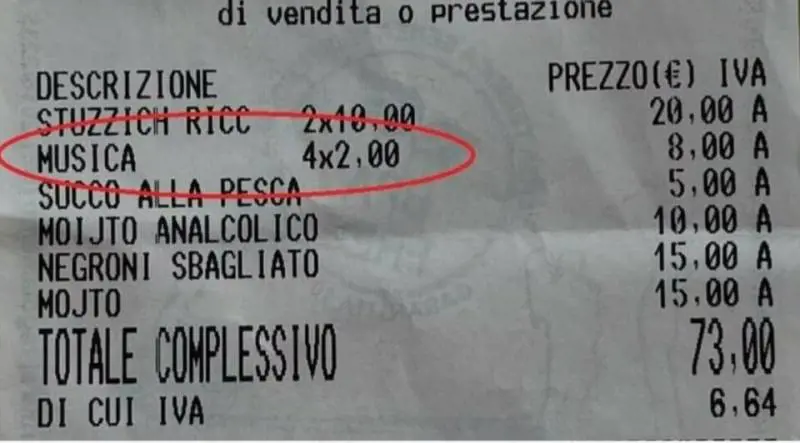 di vendita o prestazione
DESCRIZIONE PREZZO(€) IVA
STUZZICH RICC 2x10,00 20,00 A
MUSICA 4x2,00 8,00 A
SUCCO ALLA PESCA 5,00 A
MOIJTO ANALCOLICO 10,00 A
NEGRONI SBAGLIATO 15,00 A
MOJTO 15,00 A
TOTALE COMPLESSIVO 73,00
DI CUI IVA 6,64